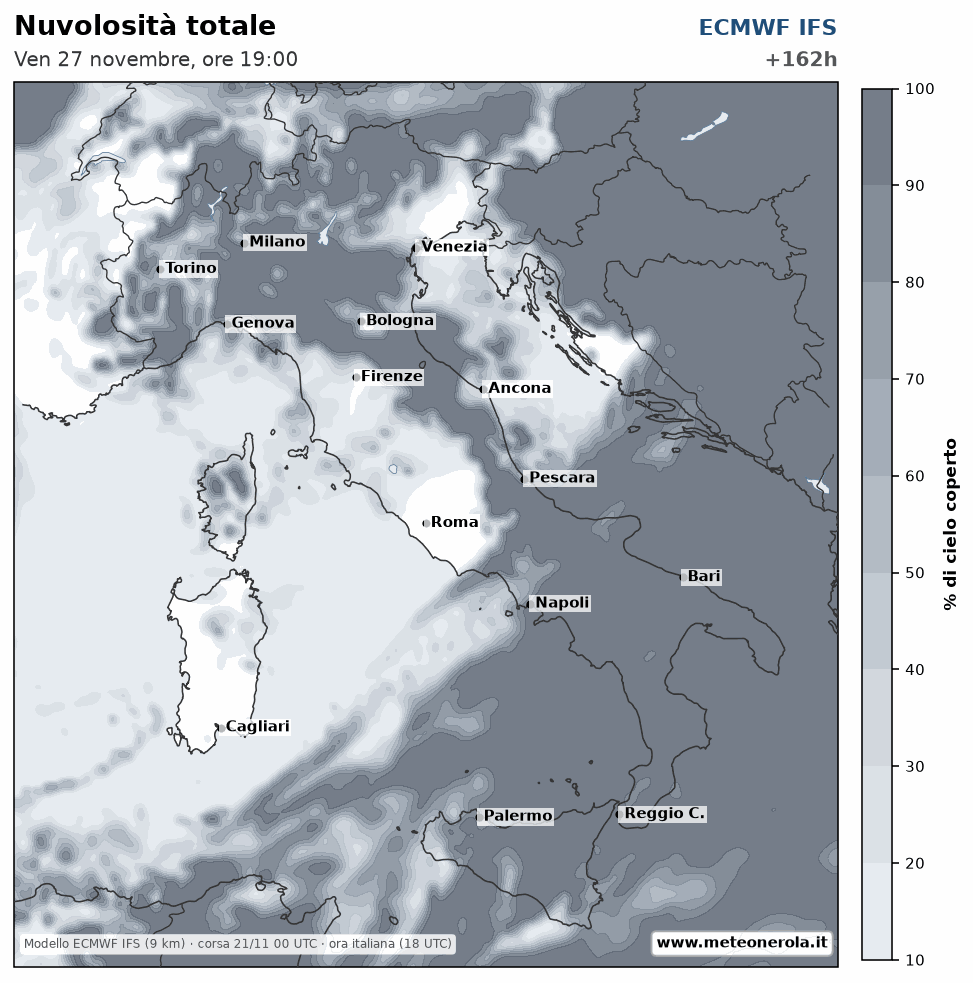 Nuvolosità totale
ECMWF IFS
Ven 27 novembre, ore 19:00
+162h
Milano
Venezia
Torino
Genova
Bologna
Firenze
Ancona
Pescara
Roma
Bari
Napoli
Cagliari
Palermo
Reggio C.
100
90
80
70
60
50
40
30
20
10
% di cielo coperto
Modello ECMWF IFS (9 km) · corsa 21/11 00 UTC · ora italiana (18 UTC)
www.meteonerola.it